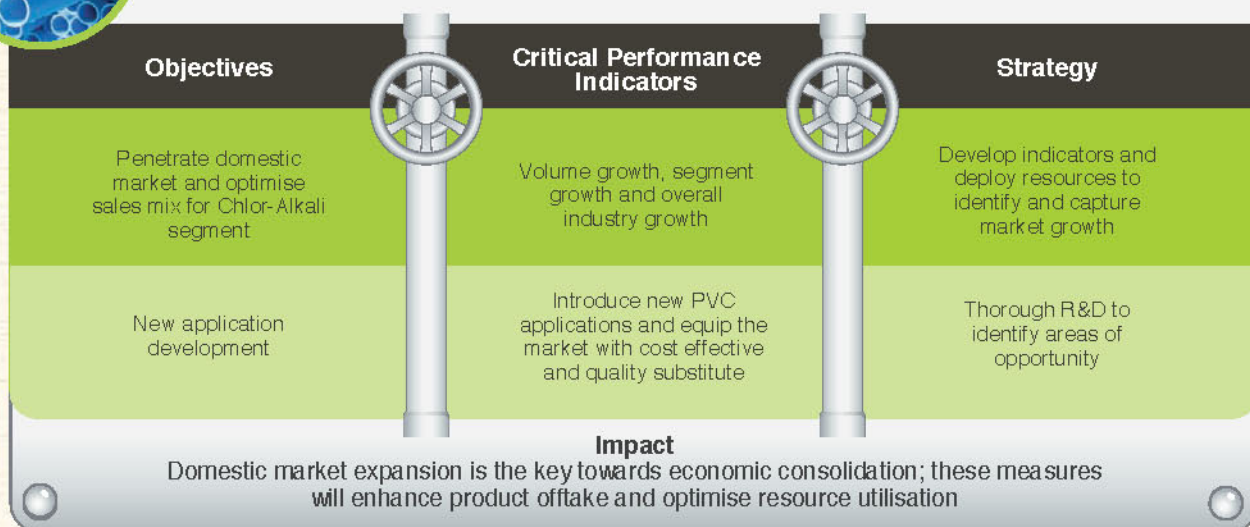 Objectives
Critical Performance
Indicators
Strategy
Penetrate domestic
market and optimise
sales mix for Chlor-Alkali
segment
Volume growth, segment
growth and overall
industry growth
Develop indicators and
deploy resources to
identify and capture
market growth
New application
development
Introduce new PVC
applications and equip the
market with cost effective
and quality substitute
Thorough R&D to
identify areas of
opportunity
Impact
Domestic market expansion is the key towards economic consolidation; these measures
will enhance product offtake and optimise resource utilisation